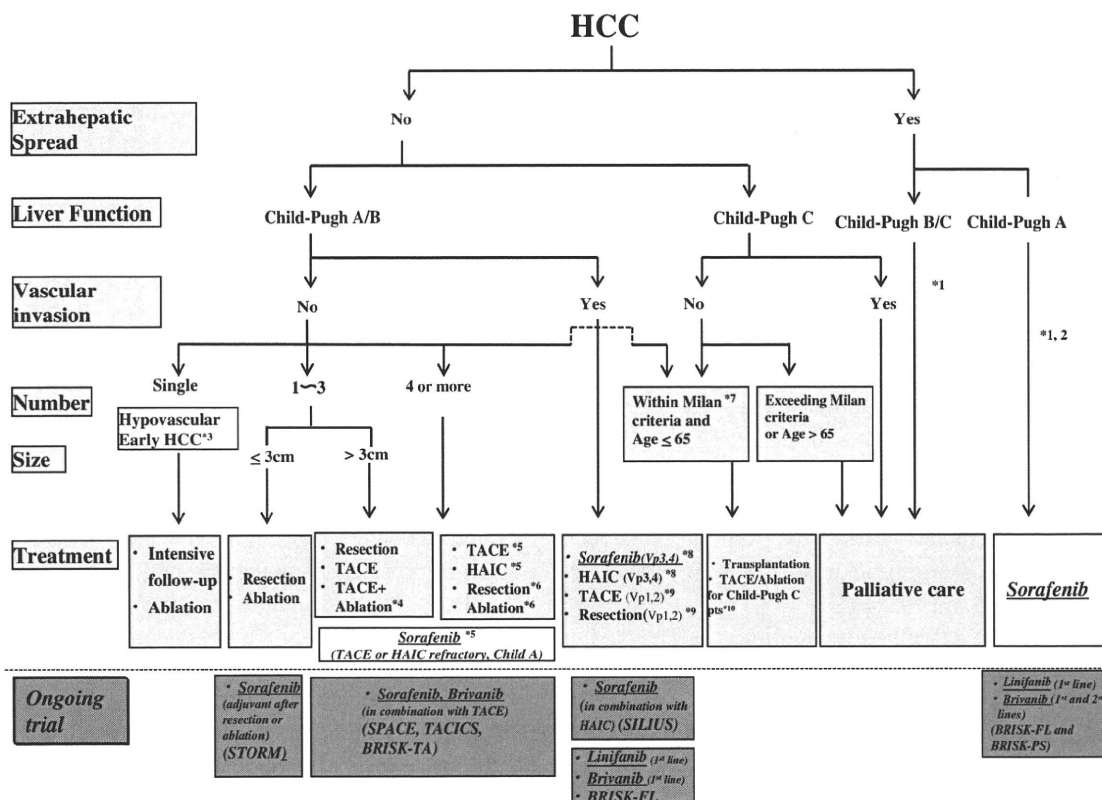 HCC
Extrahepatic
Spread
No
Yes
Liver Function
Child-Pugh A/B
Child-Pugh C
Child-Pugh B/C
Child-Pugh A
Vascular
invasion
No
Yes
No
Yes
*1
*1, 2
Number
Single
1~3
4 or more
Hypovascular
Early HCC*3
Within Milan *7
criteria and
Age ≤ 65
Exceeding Milan
criteria
or Age > 65
Size
≤ 3cm
> 3cm
Treatment
・ Intensive
follow-up
・ Ablation
・ Resection
・ Ablation
・ Resection
・ TACE
・ TACE+
Ablation*4
・ TACE *5
・ HAIC *5
・ Resection*6
・ Ablation*6
Sorafenib *5
(TACE or HAIC refractory, Child A)
・ Sorafenib(Vp3,4) *8
・ HAIC (Vp3,4) *8
・ TACE (Vp1,2)*9
・ Resection(Vp1,2) *9
・ Transplantation
・ TACE/Ablation
for Child-Pugh C
pts*10
Palliative care
Sorafenib
Ongoing
trial
・ Sorafenib
(adjuvant after
resection or
ablation)
(STORM)
・ Sorafenib, Brivanib
(in combination with TACE)
(SPACE, TACICS,
BRISK-TA)
・ Sorafenib
(in combination with
HAIC) (SILIUS)
・ Linifanib (1st line)
・ Brivanib (1st line)
・ BRISK-FL
・ Linifanib (1st line)
・ Brivanib (1st and 2nd
lines)
(BRISK-FL and
BRISK-PS)